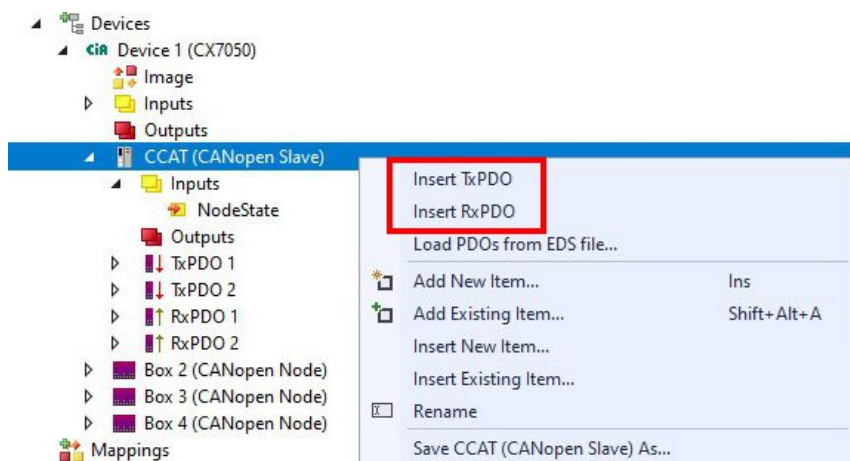 Devices
CiA Device 1 (CX7050)
Image
Inputs
Outputs
CCAT (CANopen Slave)
Inputs
NodeState
Outputs
TxPDO 1
TxPDO 2
RxPDO 1
RxPDO 2
Box 2 (CANopen Node)
Box 3 (CANopen Node)
Box 4 (CANopen Node)
Mappings
Insert TxPDO
Insert RxPDO
Load PDOs from EDS file...
Add New Item... Ins
Add Existing Item... Shift+Alt+A
Insert New Item...
Insert Existing Item...
Rename
Save CCAT (CANopen Slave) As...